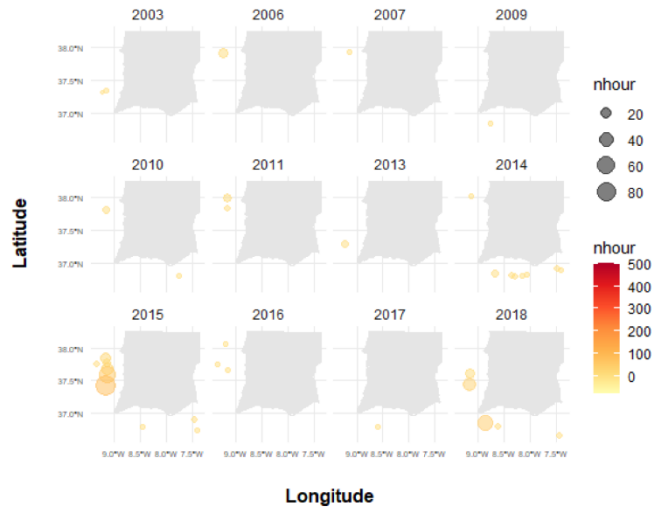 2003 2006 2007 2009
38.0°N
37.5°N
37.0°N
2010 2011 2013 2014
38.0°N
37.5°N
37.0°N
2015 2016 2017 2018
38.0°N
37.5°N
37.0°N
9.0°W 8.5°W 8.0°W 7.5°W 9.0°W 8.5°W 8.0°W 7.5°W 9.0°W 8.5°W 8.0°W 7.5°W 9.0°W 8.5°W 8.0°W 7.5°W
Longitude
Latitude
nhour
20
40
60
80
nhour
500
400
300
200
100
0